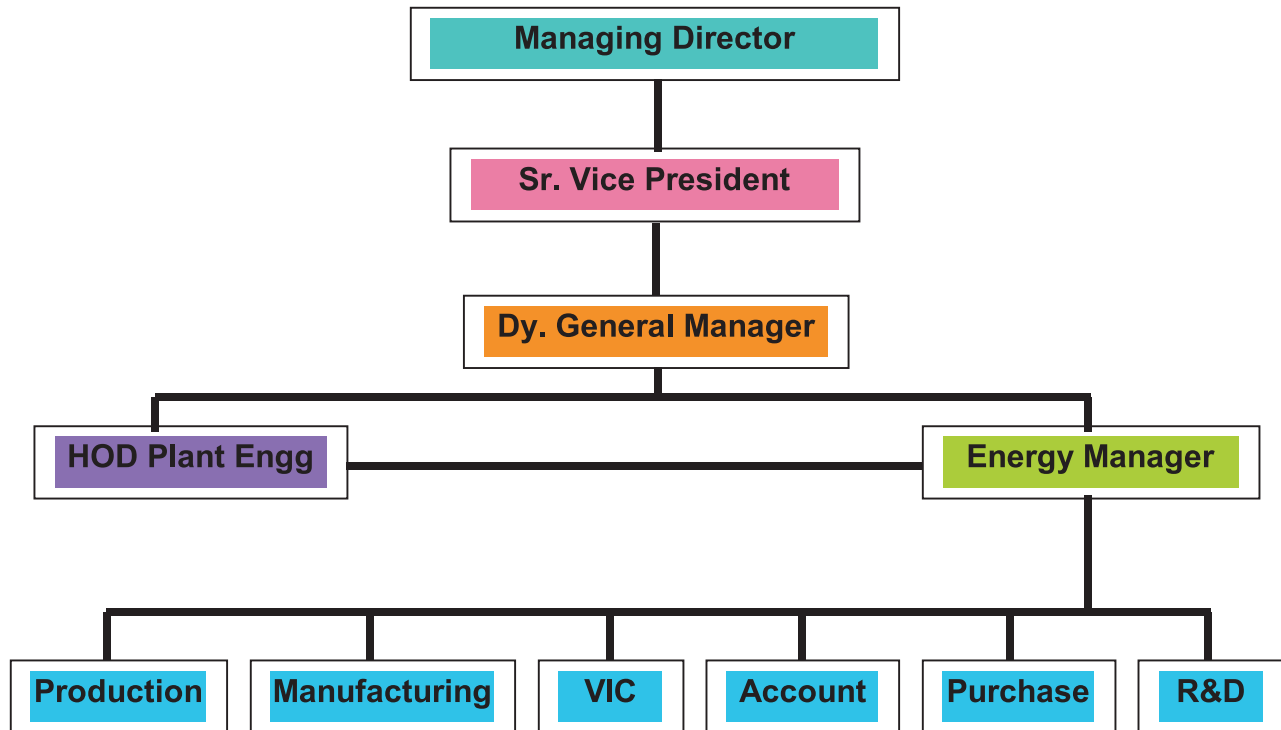 Managing Director
Sr. Vice President
Dy. General Manager
HOD Plant Engg
Energy Manager
Production
Manufacturing
VIC
Account
Purchase
R&D